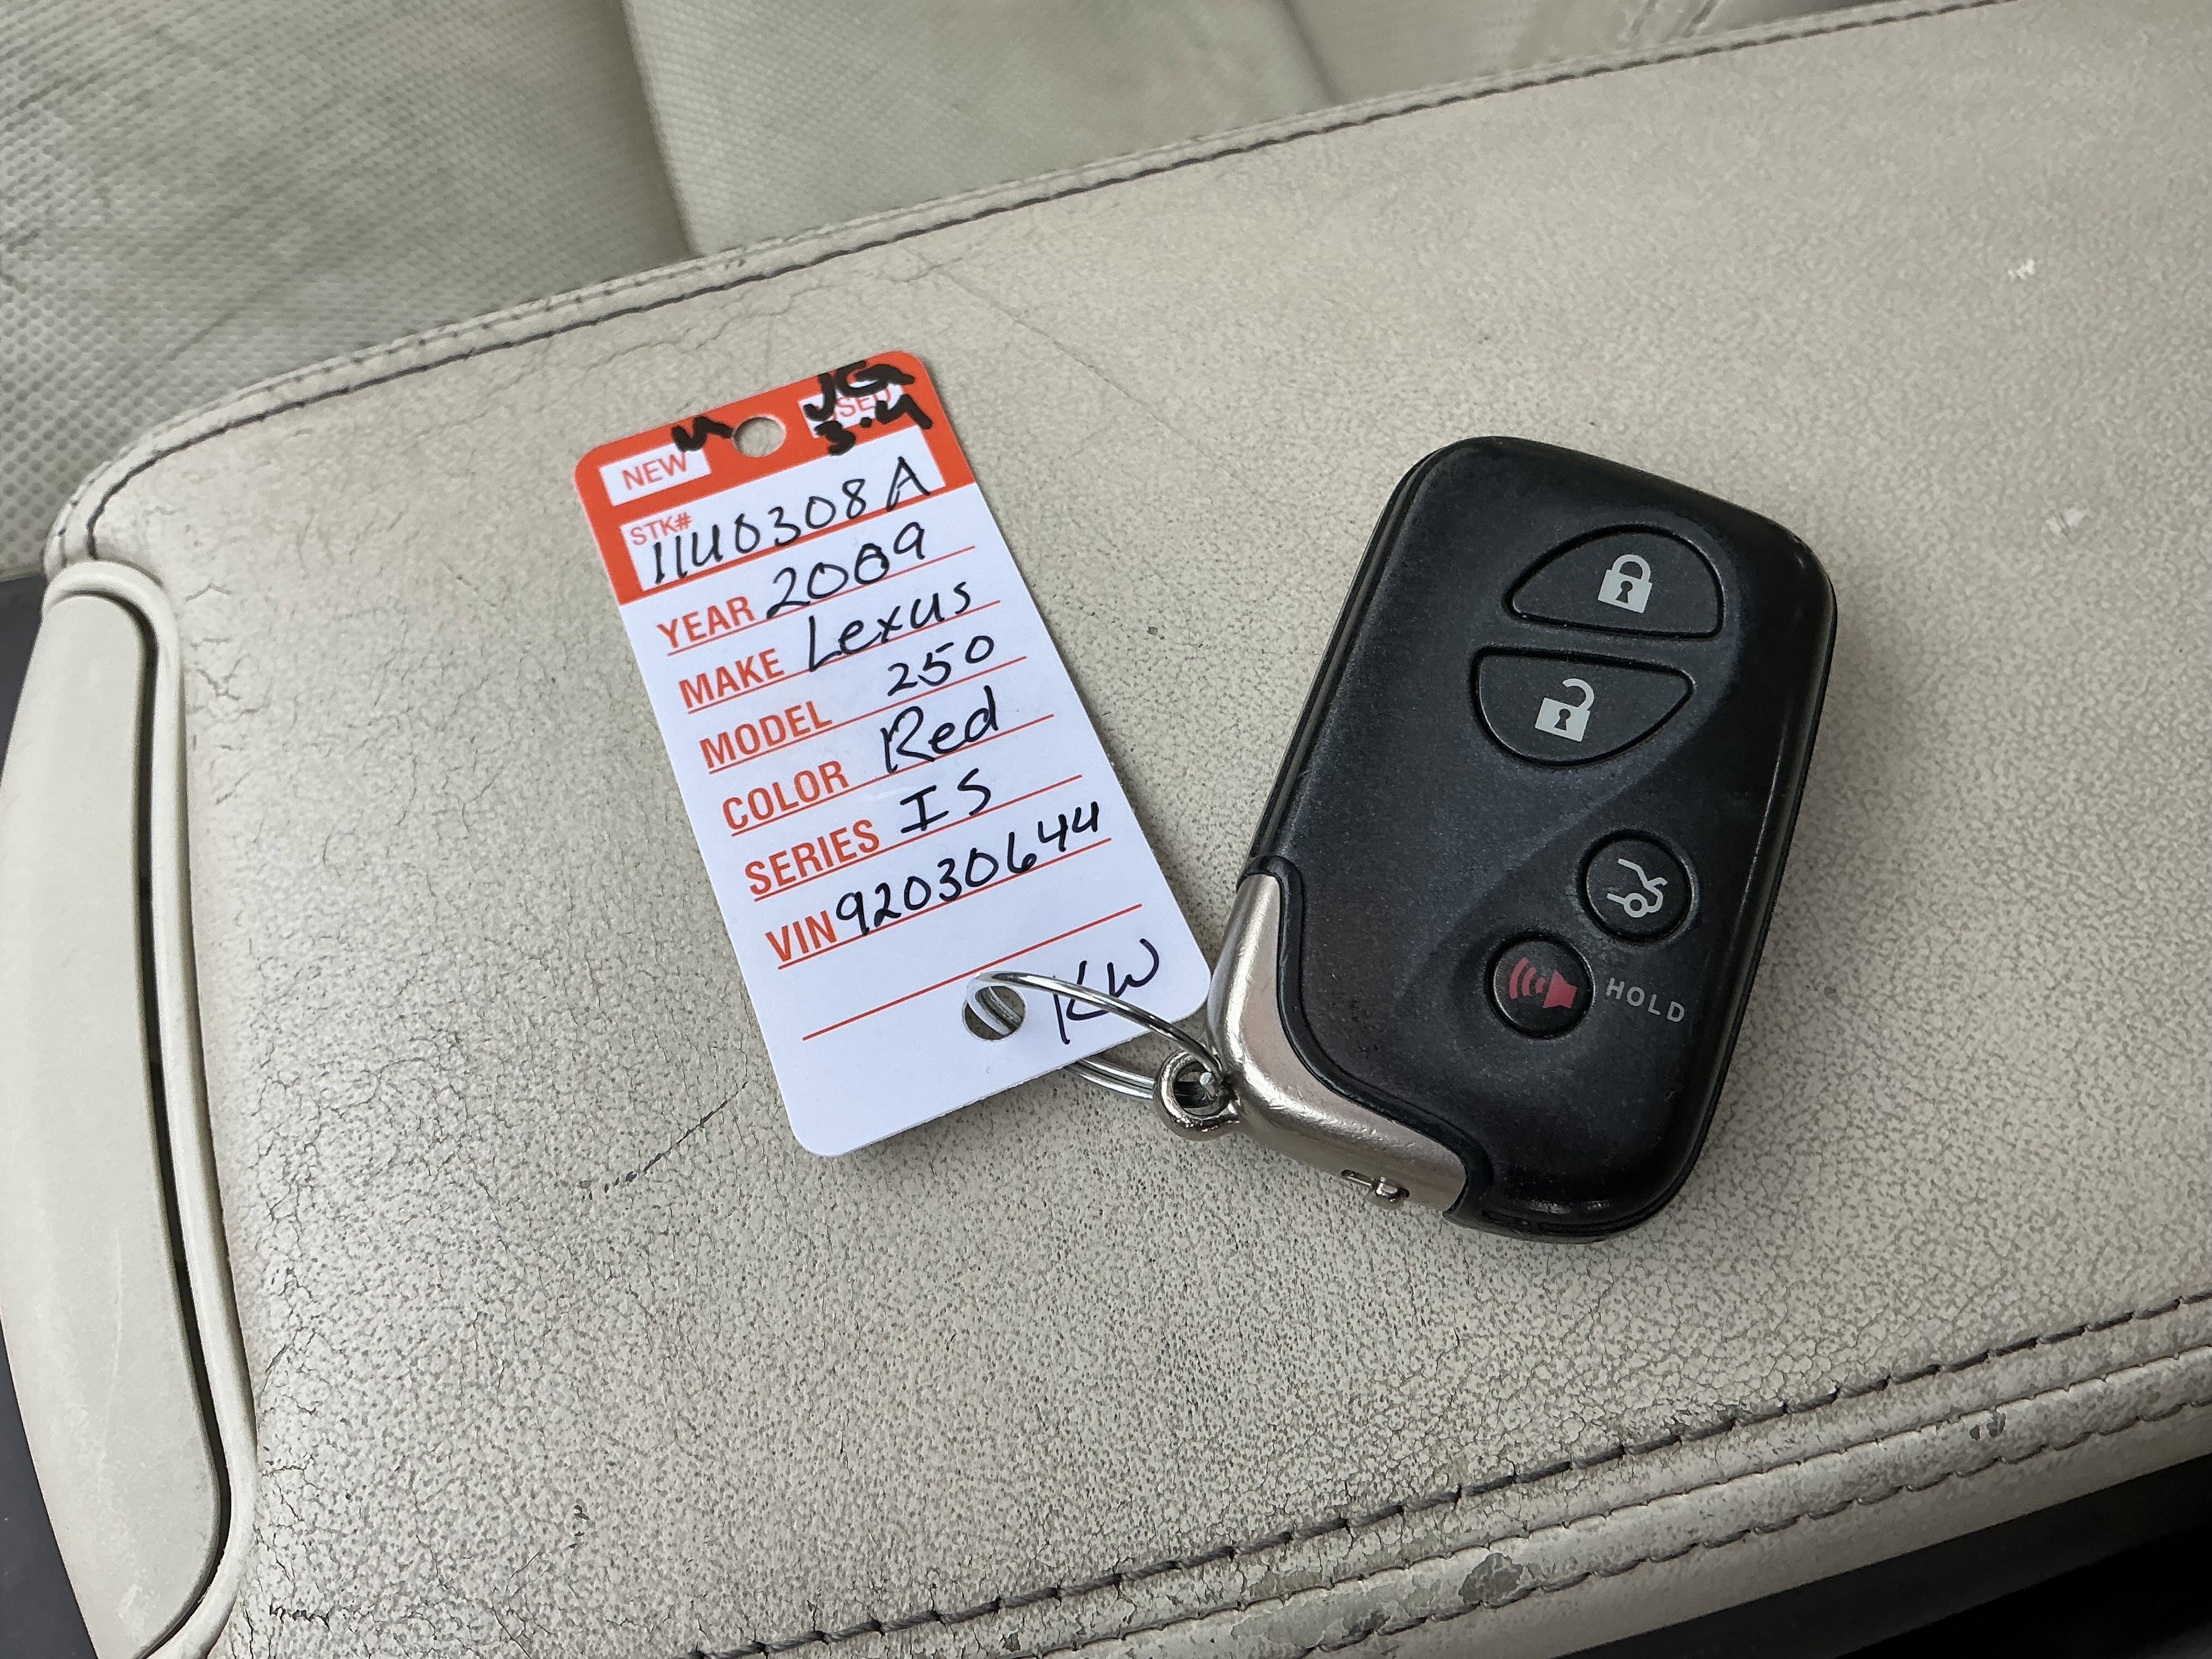 JG
NEW USED
3.4
STK#
11U0308A
YEAR 2009
MAKE Lexus
MODEL 250
COLOR Red
SERIES IS
VIN 92030644
KW
HOLD